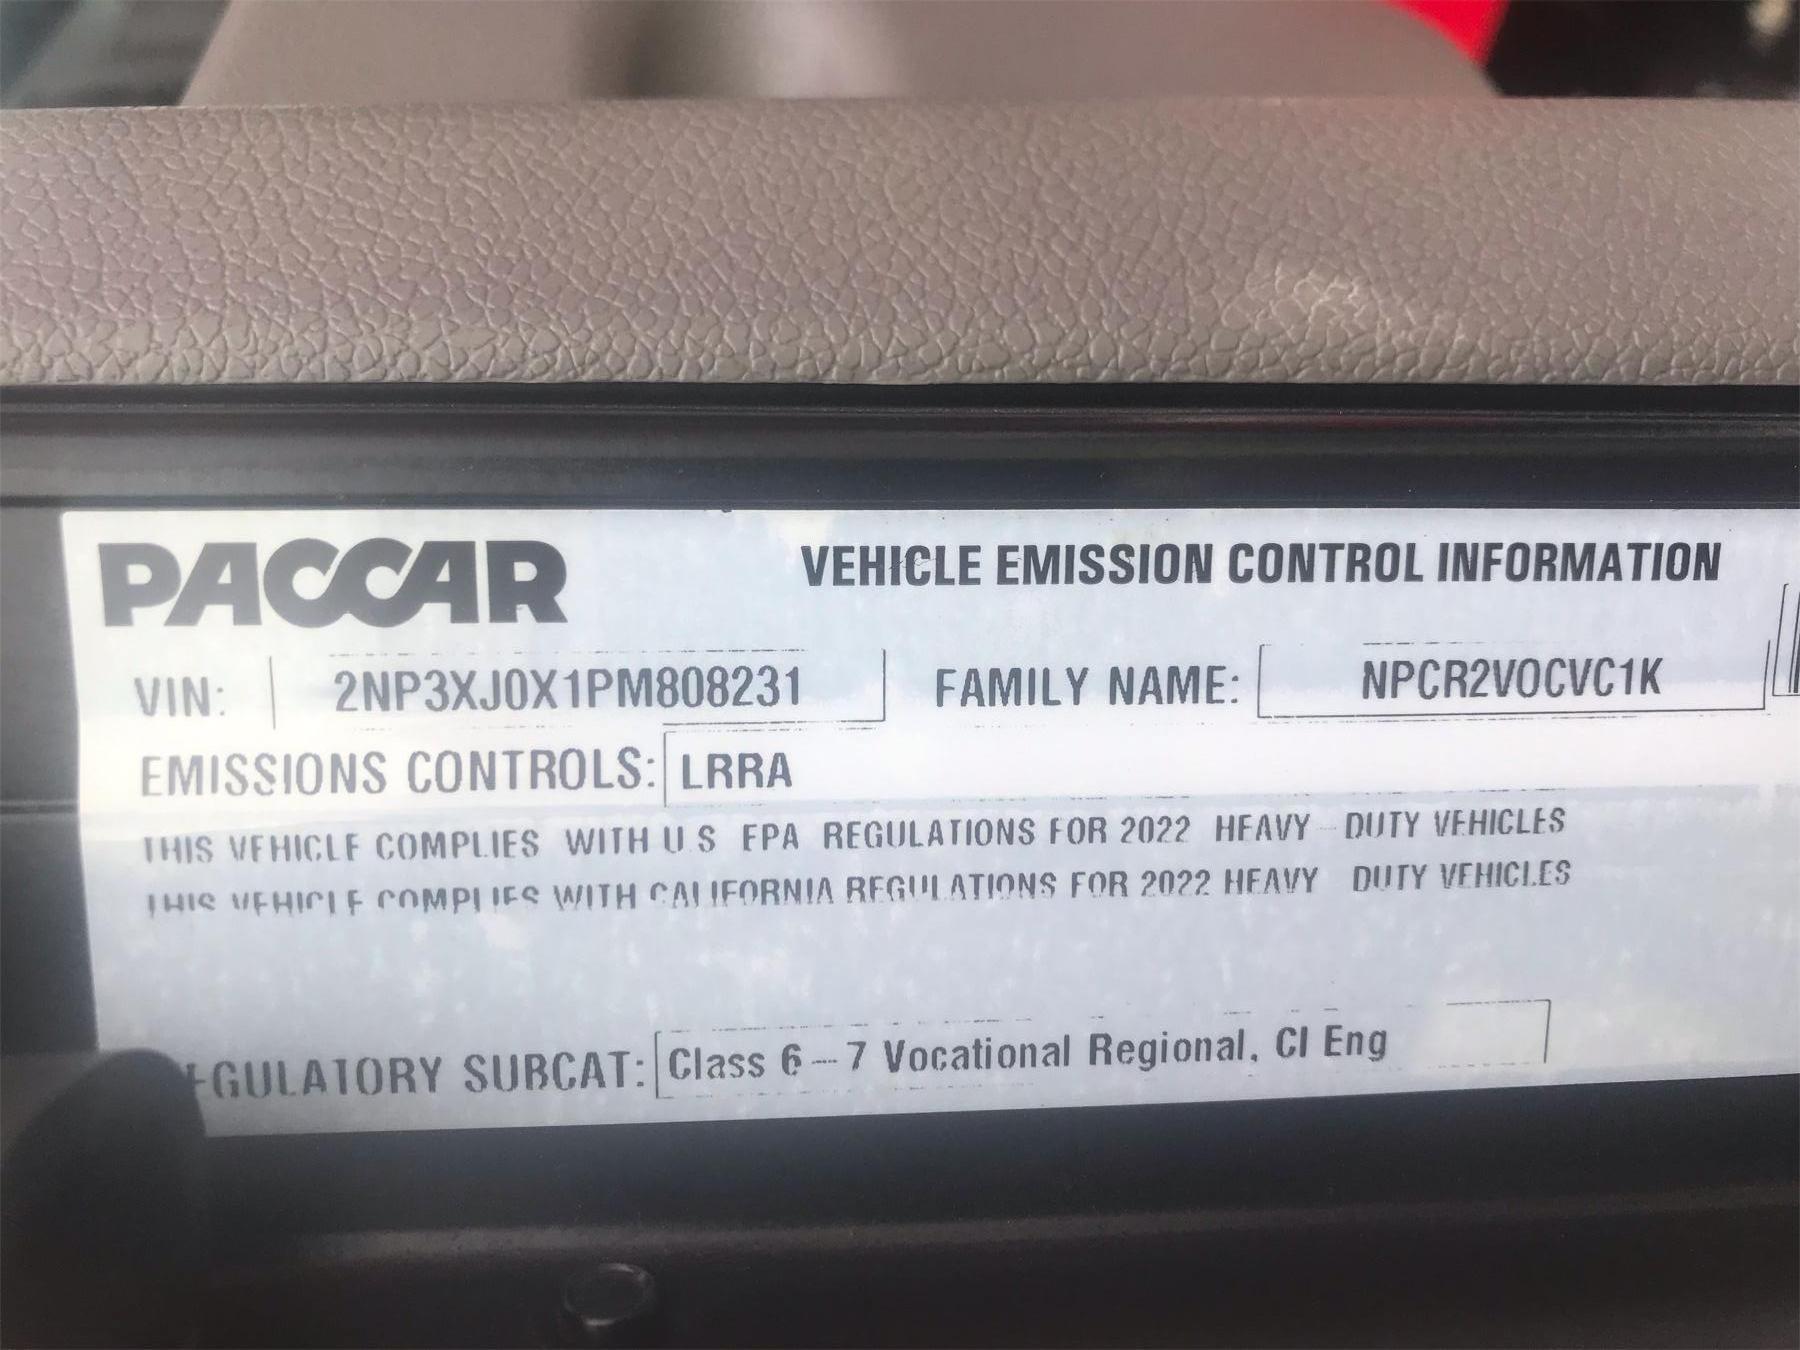 PACCAR
VEHICLE EMISSION CONTROL INFORMATION
VIN: 2NP3XJ0X1PM808231 FAMILY NAME: NPCR2VOCVC1K
EMISSIONS CONTROLS: LRRA
THIS VEHICLE COMPLIES WITH U.S EPA REGULATIONS FOR 2022 HEAVY-DUTY VEHICLES
THIS VEHICLE COMPLIES WITH CALIFORNIA REGULATIONS FOR 2022 HEAVY DUTY VEHICLES
EGULATORY SUBCAT: Class 6-7 Vocational Regional, CI Eng